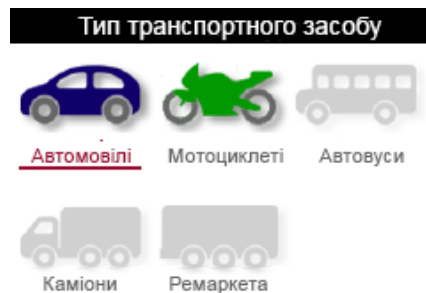 Тип транспортного засобу
Автомовілі Мотоциклеті Автовуси
Каміони Ремаркета